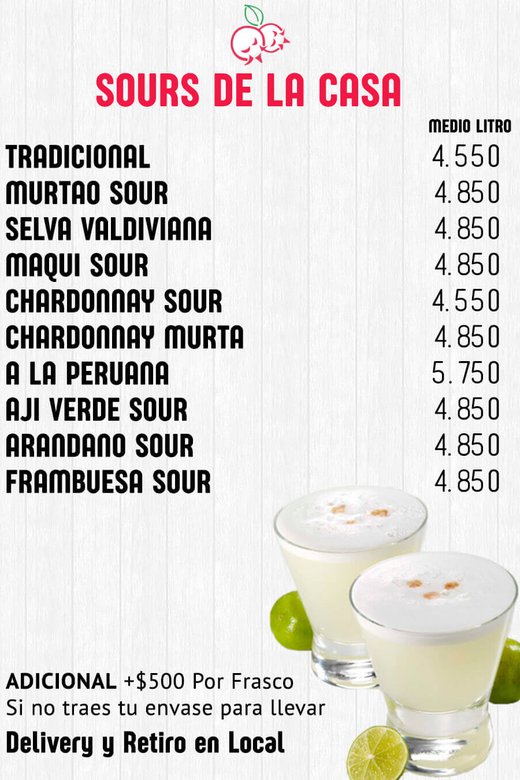 SOURS DE LA CASA
MEDIO LITRO
TRADICIONAL 4.550
MURTAO SOUR 4.850
SELVA VALDIVIANA 4.850
MAQUI SOUR 4.850
CHARDONNAY SOUR 4.550
CHARDONNAY MURTA 4.850
A LA PERUANA 5.750
AJI VERDE SOUR 4.850
ARANDANO SOUR 4.850
FRAMBUESA SOUR 4.850
ADICIONAL +$500 Por Frasco
Si no traes tu envase para llevar
Delivery y Retiro en Local